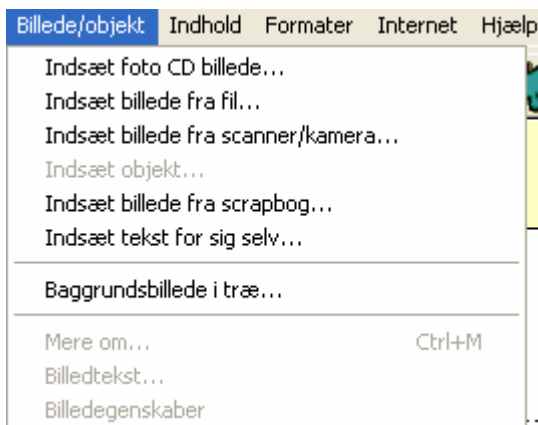 Billede/objekt Indhold Formater Internet Hjælp
Indsæt foto CD billede...
Indsæt billede fra fil...
Indsæt billede fra scanner/kamera...
Indsæt objekt...
Indsæt billede fra scrapbog...
Indsæt tekst for sig selv...
Baggrundsbillede i træ...
Mere om... Ctrl+M
Billedtekst...
Billedegenskaber